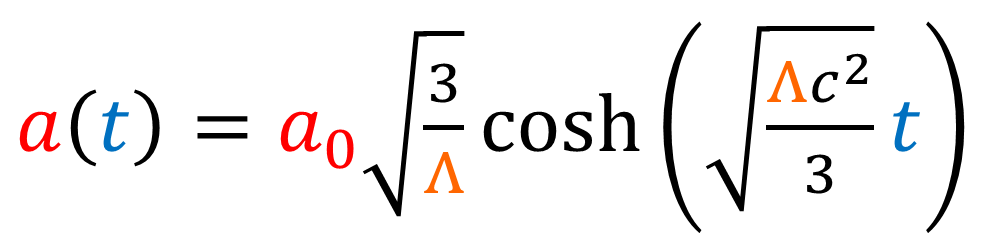 a(t) = a₀√(3/Λ) cosh(√(Λc²/3) t)